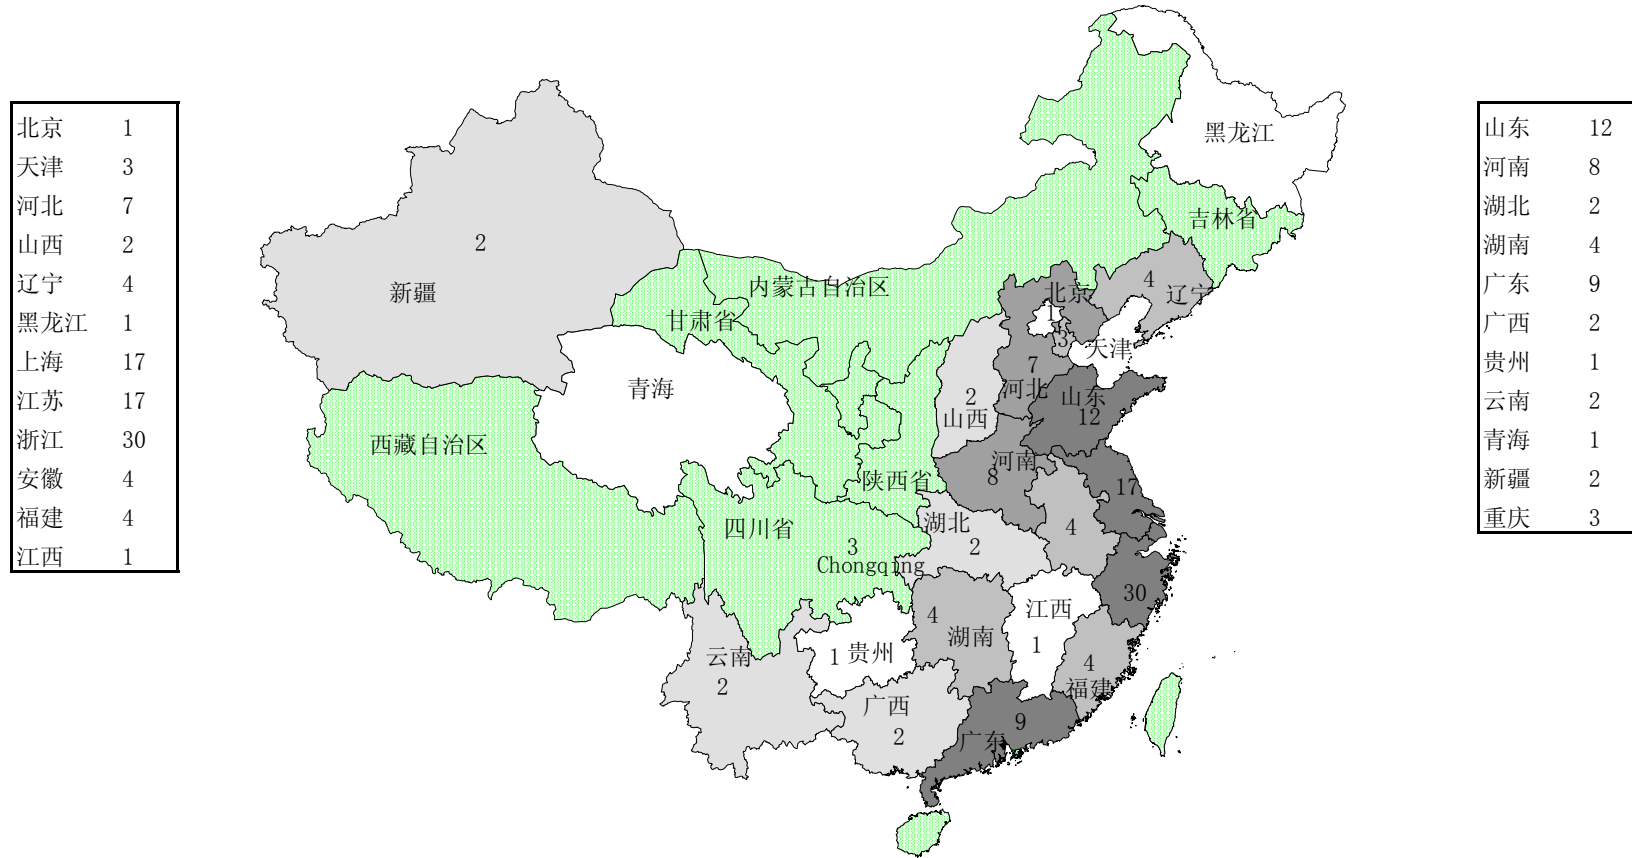 北京 1
天津 3
河北 7
山西 2
辽宁 4
黑龙江 1
上海 17
江苏 17
浙江 30
安徽 4
福建 4
江西 1
黑龙江
吉林省
2
新疆
内蒙古自治区
甘肃省
北京
1
4
辽宁
3
天津
青海
7
河北
2
山西
山东
12
西藏自治区
河南
8
陕西省
17
四川省
湖北
2
4
3
Chongqing
30
江西
1
4
湖南
云南
2
1 贵州
4
福建
广西
2
9
广东
山东 12
河南 8
湖北 2
湖南 4
广东 9
广西 2
贵州 1
云南 2
青海 1
新疆 2
重庆 3